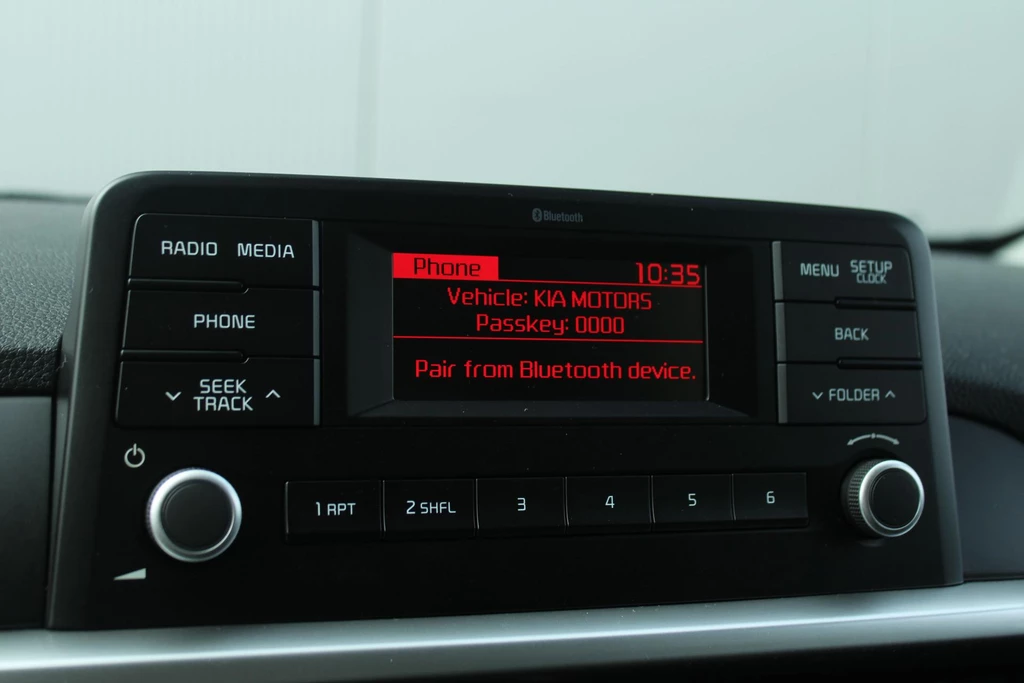 Bluetooth
RADIO MEDIA
PHONE
SEEK
TRACK
Phone 10:35
Vehicle: KIA MOTORS
Passkey: 0000
Pair from Bluetooth device.
MENU SETUP
CLOCK
BACK
FOLDER
1 RPT 2 SHFL 3 4 5 6